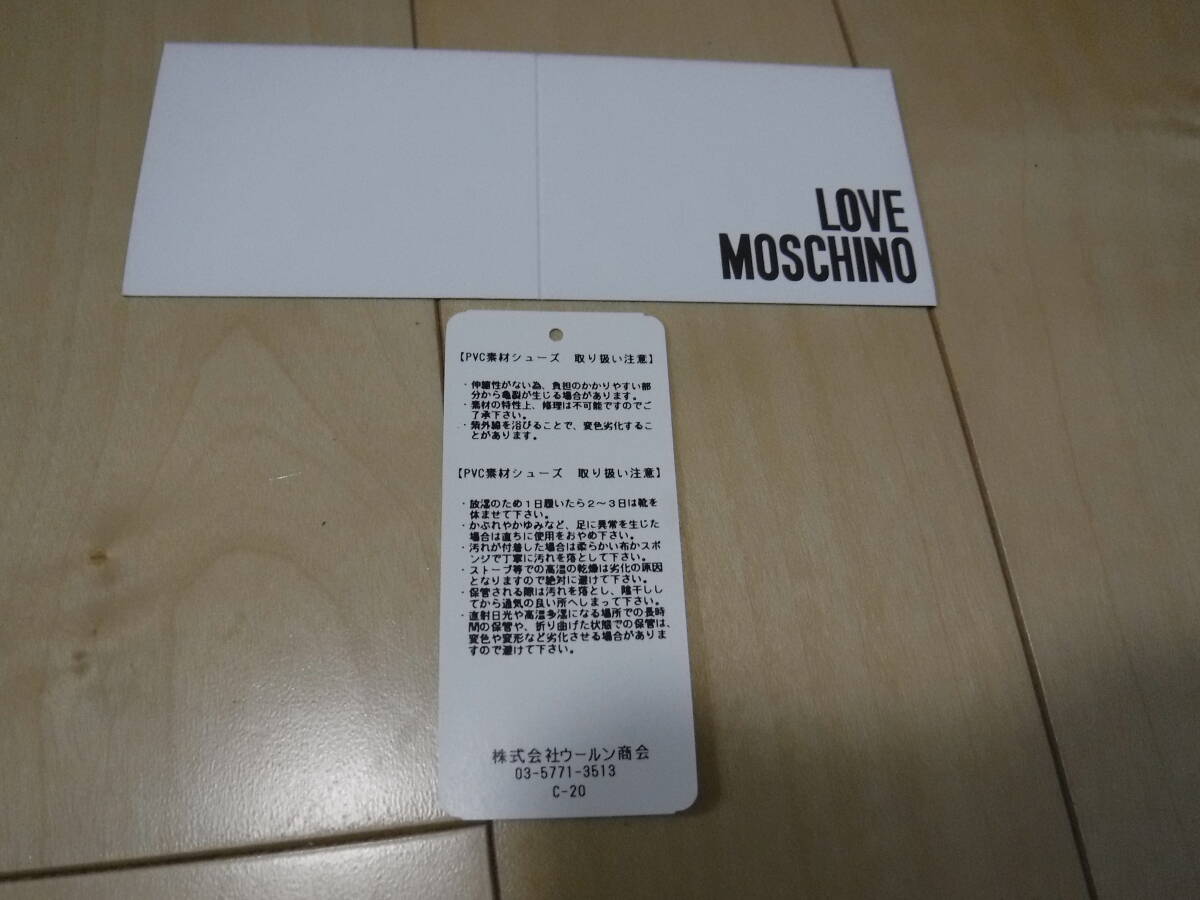 LOVE
MOSCHINO
【PVC素材シューズ 取り扱い注意】
・伸縮性がない為、負担のかかりやすい部
分から亀裂が生じる場合があります。
・素材の特性上、修理は不可能ですのでご
了承下さい。
・紫外線を浴びることで、変色劣化するこ
とがあります。
【PVC素材シューズ 取り扱い注意】
・放湿のため1日履いたら2〜3日は靴を
休ませて下さい。
・かぶれやかゆみなど、足に異常を生じた
場合は直ちに使用をおやめ下さい。
・汚れが付着した場合は柔らかい布かスポ
ンジで丁寧に汚れを落として下さい。
・ストーブ等での高温の乾燥は劣化の原因
となりますので絶対に避けて下さい。
・保管される際は汚れを落とし、陰干しし
てから通気の良い所へしまって下さい。
・直射日光や高温多湿になる場所での長時
間の保管や、折り曲げた状態での保管は、
変色や変形など劣化させる場合がありま
すので避けて下さい。
株式会社ウールン商会
03-5771-3513
C-20